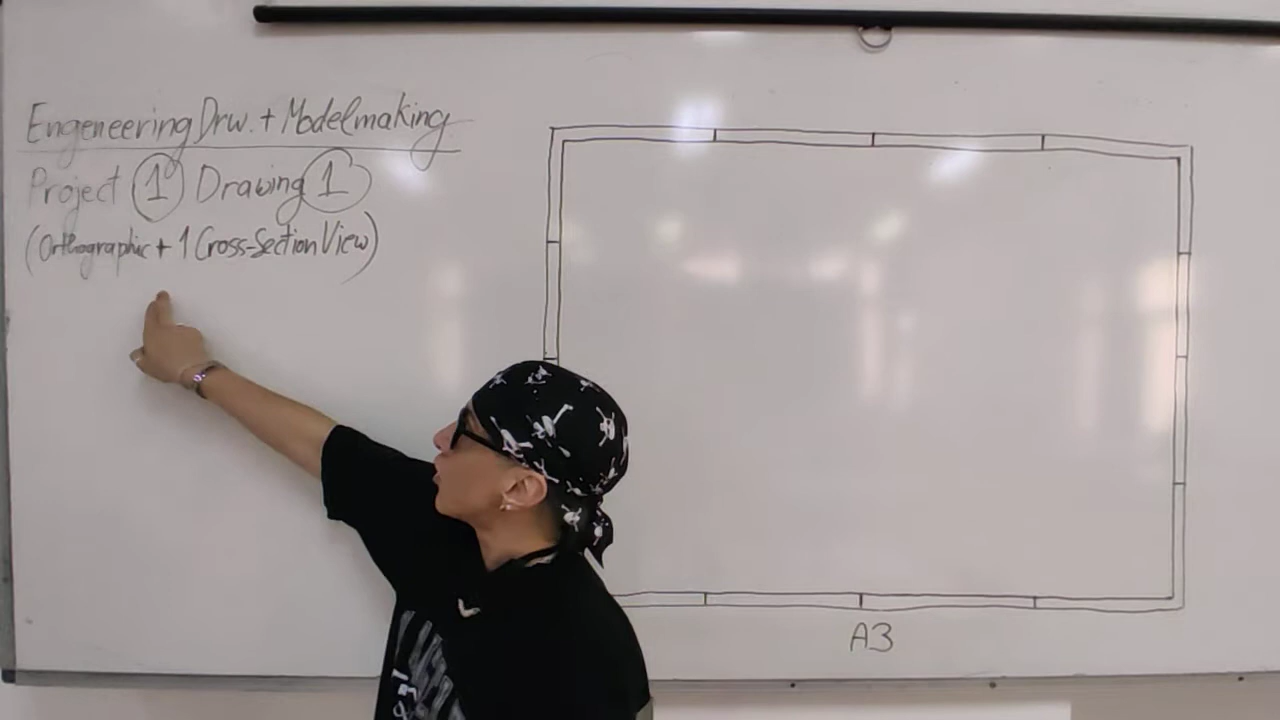 Engeneering Drw. + Modelmaking
Project 1 Drawing 1
(Orthographic + 1 Cross-Section View)
A3